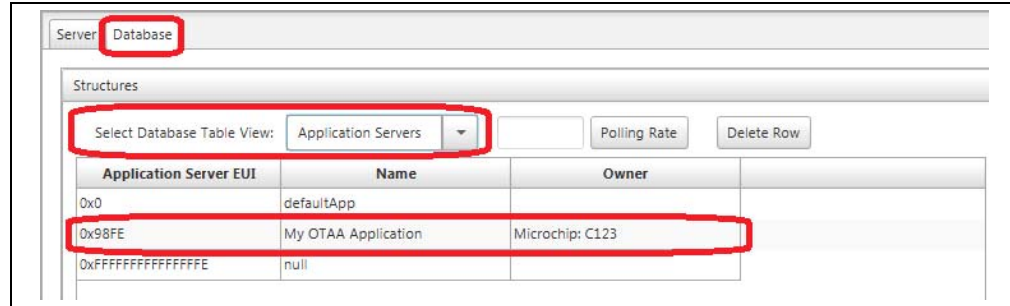 Server Database
Structures
Select Database Table View: Application Servers Polling Rate Delete Row
Application Server EUI Name Owner
0x0 defaultApp
0x98FE My OTAA Application Microchip: C123
0xFFFFFFFFFFFFFFFE null